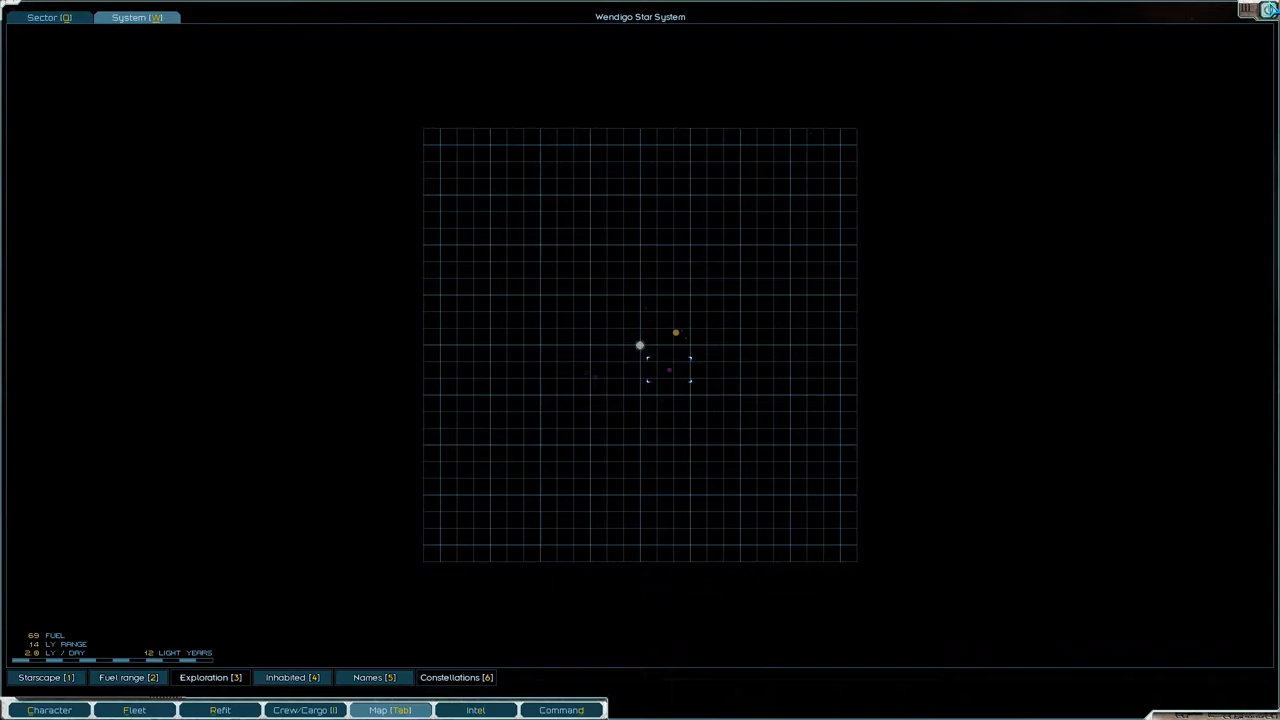 Sector [Q] System [W] Wendigo Star System
69 FUEL
14 LY RANGE
2.0 LY / DAY 12 LIGHT YEARS
Starscape [1] Fuel range [2] Exploration [3] Inhabited [4] Names [5] Constellations [6]
Character Fleet Refit Crew/Cargo [I] Map [Tab] Intel Command